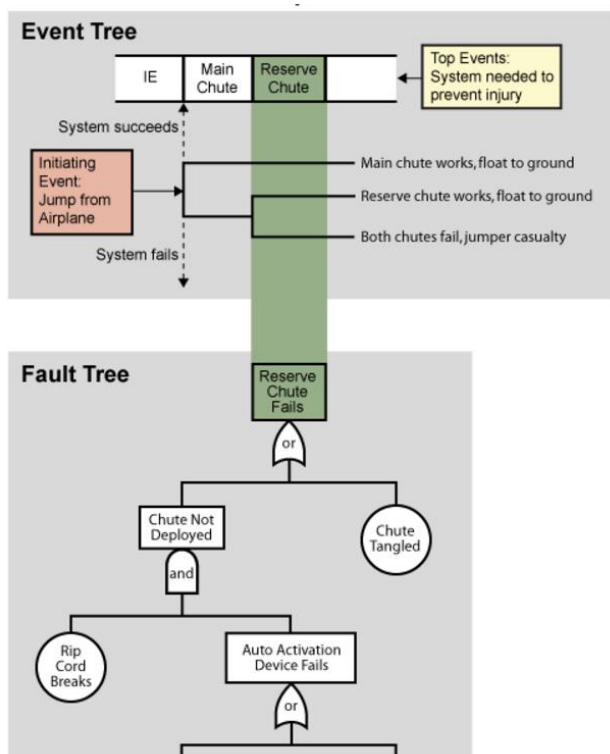 Event Tree
IE
Main
Chute
Reserve
Chute
Top Events:
System needed to
prevent injury
System succeeds
Initiating
Event:
Jump from
Airplane
Main chute works, float to ground
Reserve chute works, float to ground
Both chutes fail, jumper casualty
System fails
Fault Tree
Reserve
Chute
Fails
or
Chute Not
Deployed
Chute
Tangled
and
Rip
Cord
Breaks
Auto Activation
Device Fails
or